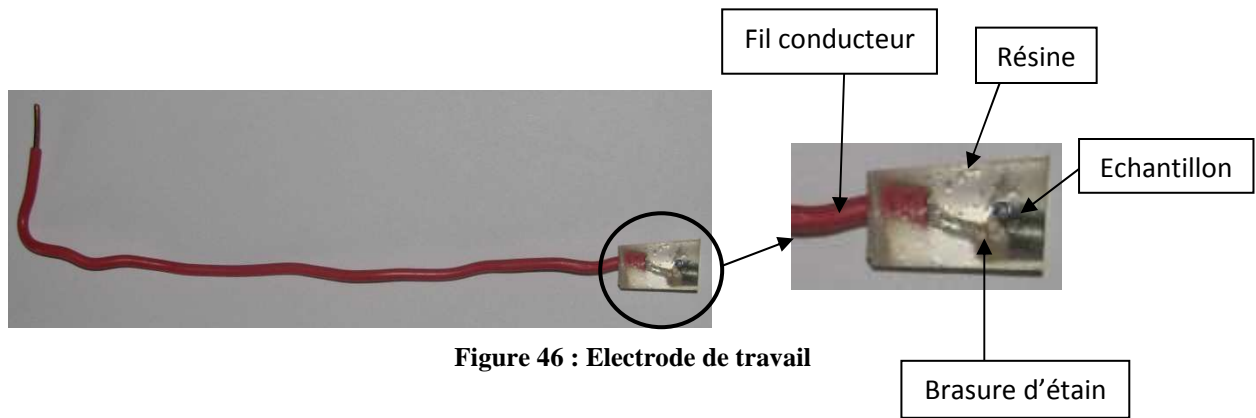 Fil conducteur
Résine
Echantillon
Figure 46 : Electrode de travail
Brasure d'étain